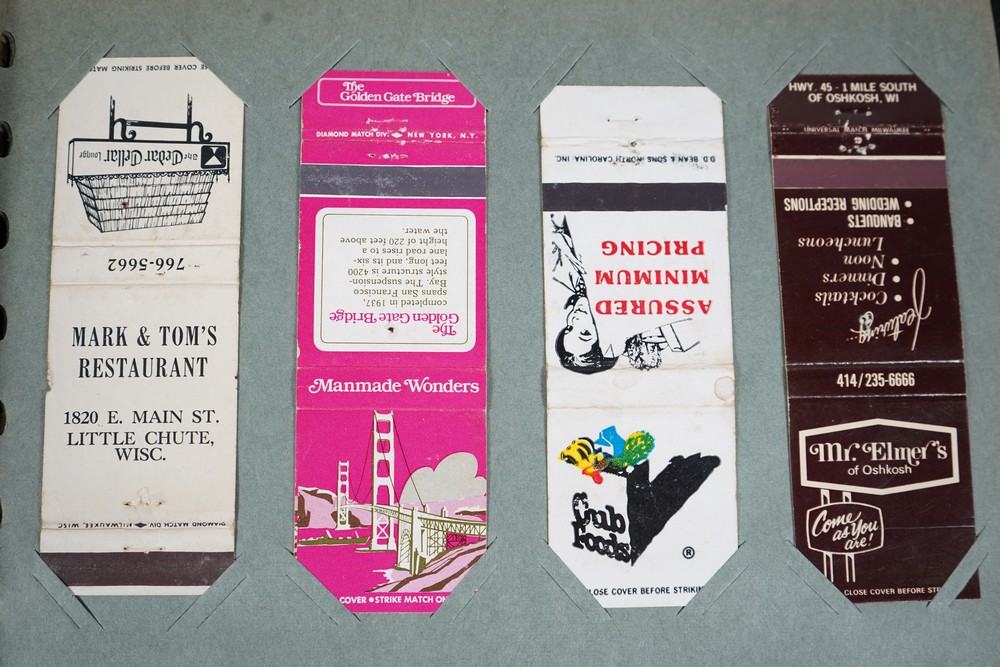 COVER BEFORE STRIKING MATC
The Cedar Cellar Lounge
766-5662
MARK & TOM'S
RESTAURANT
1820 E. MAIN ST.
LITTLE CHUTE,
WISC.
DIAMOND MATCH DIV. MILWAUKEE, WISC
The
Golden Gate Bridge
DIAMOND MATCH DIV. NEW YORK, N.Y.
The
Golden Gate Bridge
completed in 1937,
spans San Francisco
Bay. The suspension-
style structure is 4200
feet long, and its six-
lane road rises to a
height of 220 feet above
the water.
Manmade Wonders
COVER • STRIKE MATCH ON
D.D. BEAN & SONS, NORTH CAROLINA, INC.
ASSURED
MINIMUM
PRICING
Cub
Foods
®
LOSE COVER BEFORE STRIKIN
HWY. 45 - 1 MILE SOUTH
OF OSHKOSH, WI
UNIVERSAL MATCH MILWAUKEE
Featuring...
• Cocktails
• Dinners
• Noon
Luncheons
• BANQUETS
• WEDDING RECEPTIONS
414/235-6666
Mr. Elmer's
of Oshkosh
Come
as You
are!
CLOSE COVER BEFORE STR